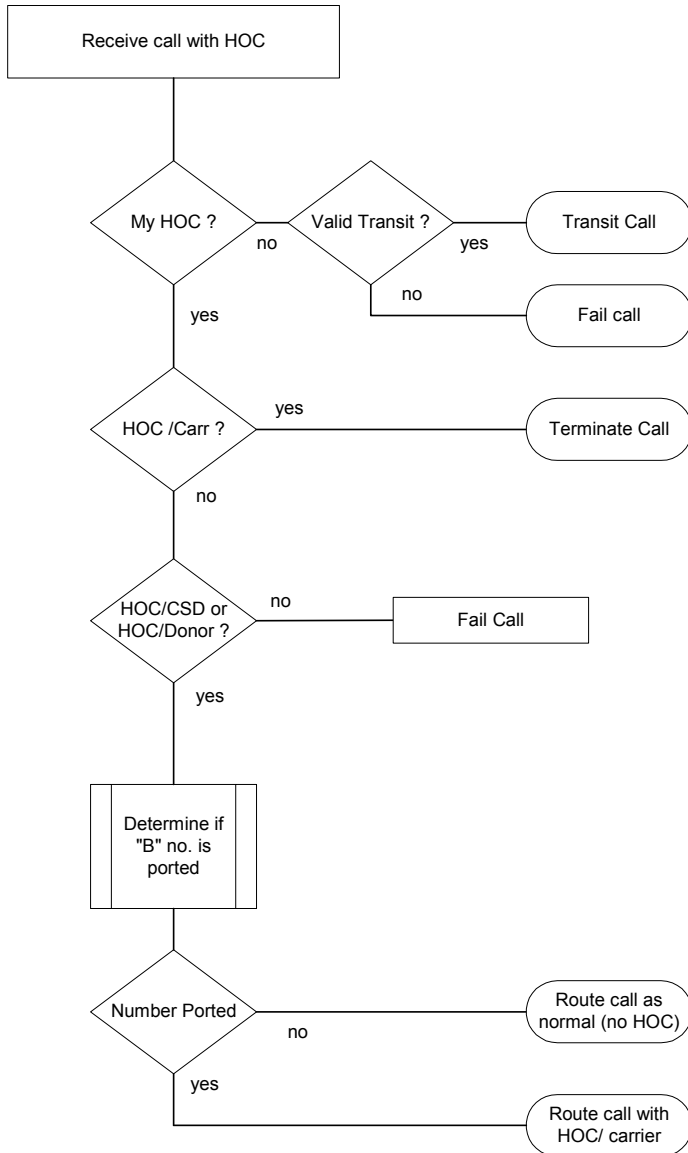 Receive call with HOC
My HOC ?
no
Valid Transit ?
yes
Transit Call
no
Fail call
yes
HOC /Carr ?
yes
Terminate Call
no
HOC/CSD or
HOC/Donor ?
no
Fail Call
yes
Determine if
"B" no. is
ported
Number Ported
no
Route call as
normal (no HOC)
yes
Route call with
HOC/ carrier